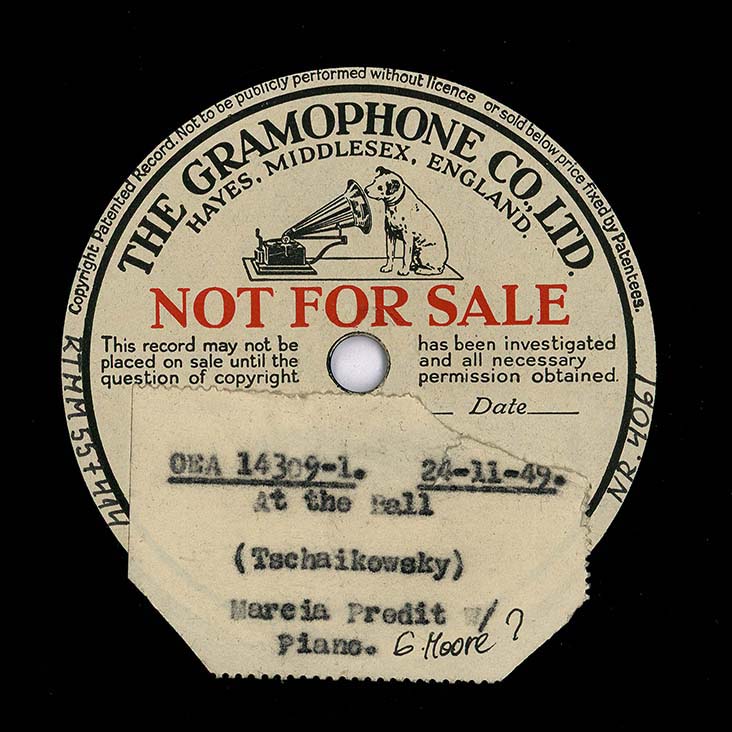 Copyright Patented Record. Not to be publicly performed without licence or sold below price fixed by Patentees.
THE GRAMOPHONE CO., LTD.
HAYES, MIDDLESEX, ENGLAND.
NOT FOR SALE
This record may not be
placed on sale until the
question of copyright
has been investigated
and all necessary
permission obtained.
Date
NR. 1904
OEA 14309-1. 24-11-49.
At the Ball
(Tschaikowsky)
Marcia Predit w/
Piano. G. Moore ?